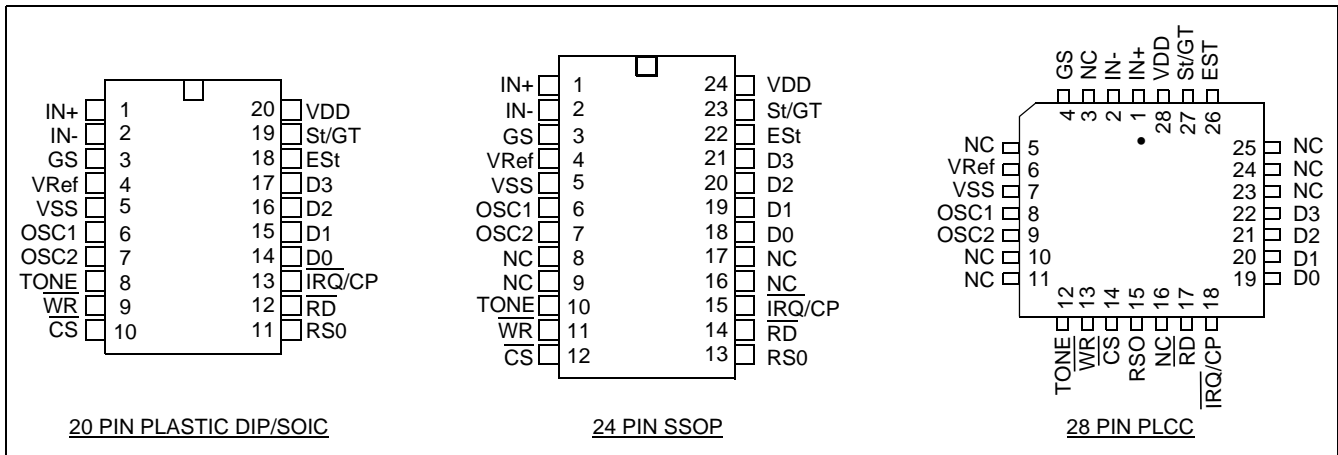 IN+ 1 20 VDD
IN- 2 19 St/GT
GS 3 18 ESt
VRef 4 17 D3
VSS 5 16 D2
OSC1 6 15 D1
OSC2 7 14 D0
TONE 8 13 IRQ/CP
WR 9 12 RD
CS 10 11 RS0
20 PIN PLASTIC DIP/SOIC
IN+ 1 24 VDD
IN- 2 23 St/GT
GS 3 22 ESt
VRef 4 21 D3
VSS 5 20 D2
OSC1 6 19 D1
OSC2 7 18 D0
NC 8 17 NC
NC 9 16 NC
TONE 10 15 IRQ/CP
WR 11 14 RD
CS 12 13 RS0
24 PIN SSOP
GS NC IN- IN+ VDD St/GT EST
4 3 2 1 28 27 26
NC 5 25 NC
VRef 6 24 NC
VSS 7 23 NC
OSC1 8 22 D3
OSC2 9 21 D2
NC 10 20 D1
NC 11 19 D0
12 13 14 15 16 17 18
TONE WR CS RSO NC RD IRQ/CP
28 PIN PLCC